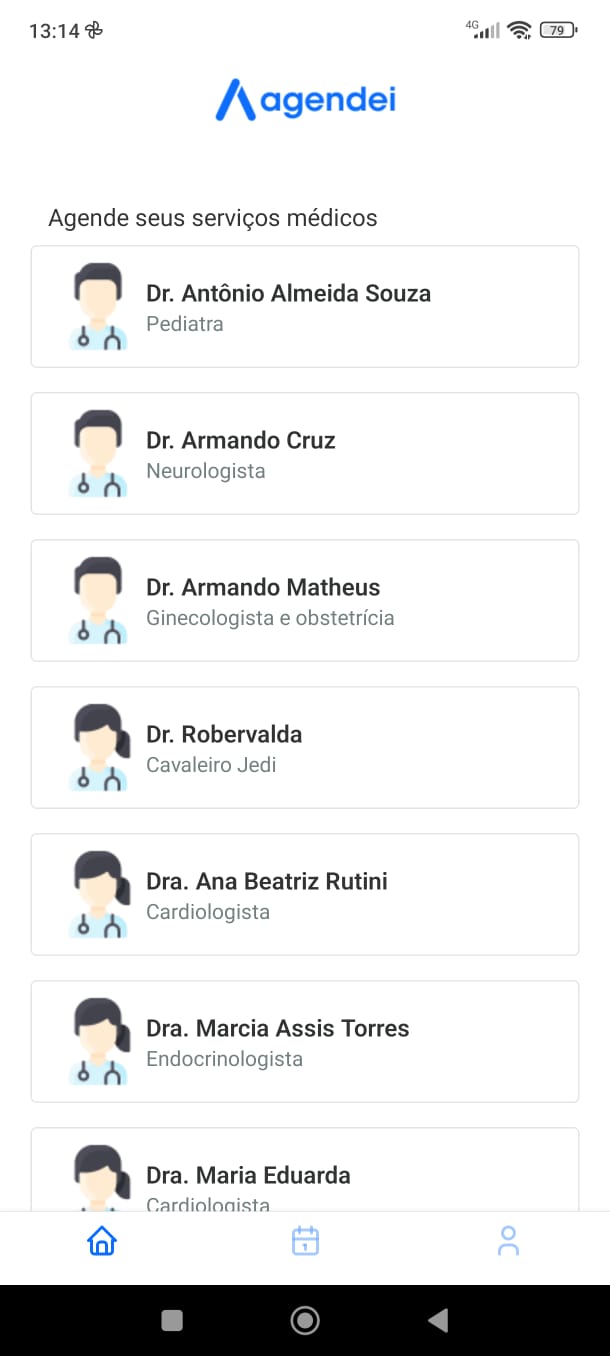 13:14
4G
79
agendei
Agende seus serviços médicos
Dr. Antônio Almeida Souza
Pediatra
Dr. Armando Cruz
Neurologista
Dr. Armando Matheus
Ginecologista e obstetrícia
Dr. Robervalda
Cavaleiro Jedi
Dra. Ana Beatriz Rutini
Cardiologista
Dra. Marcia Assis Torres
Endocrinologista
Dra. Maria Eduarda
Cardiologista
1